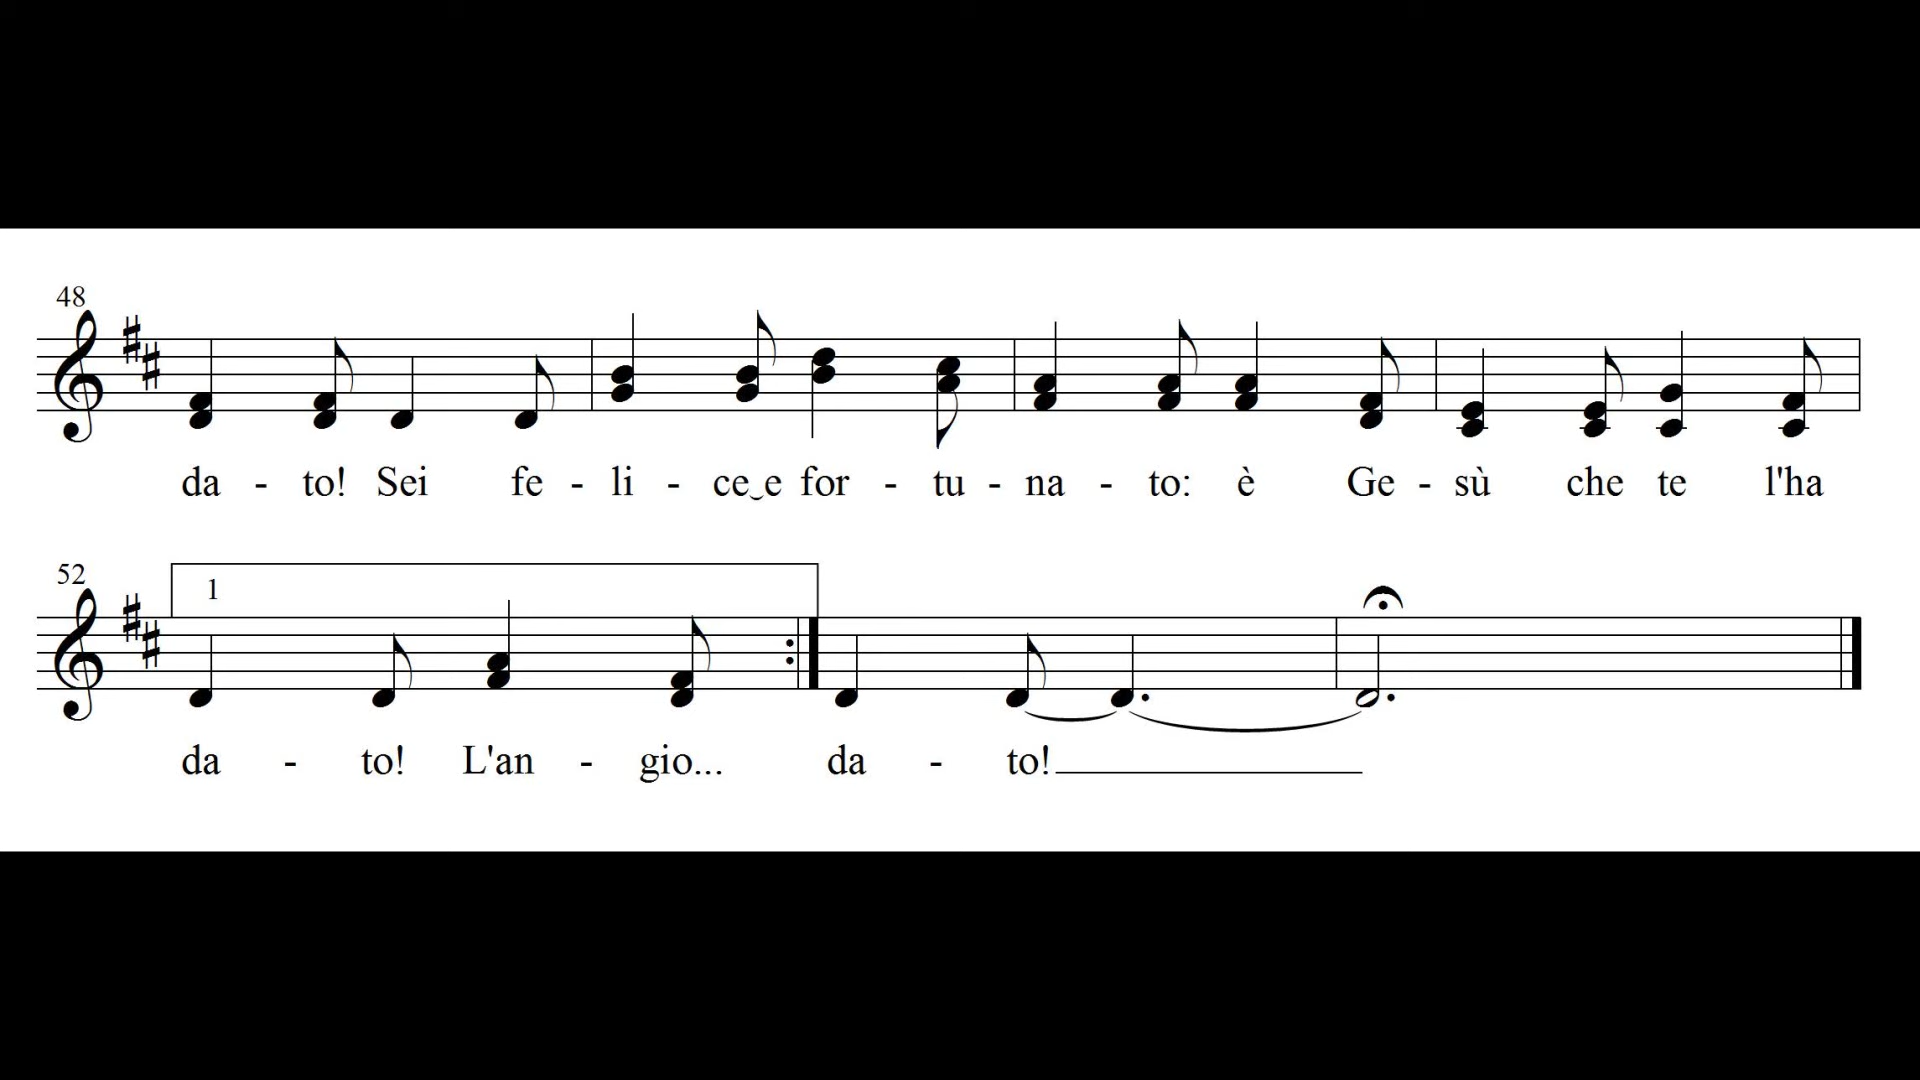 48
da - to! Sei fe - li - ce‿e for - tu - na - to: è Ge - sù che te l'ha
52
1
da - to! L'an - gio... da - to!